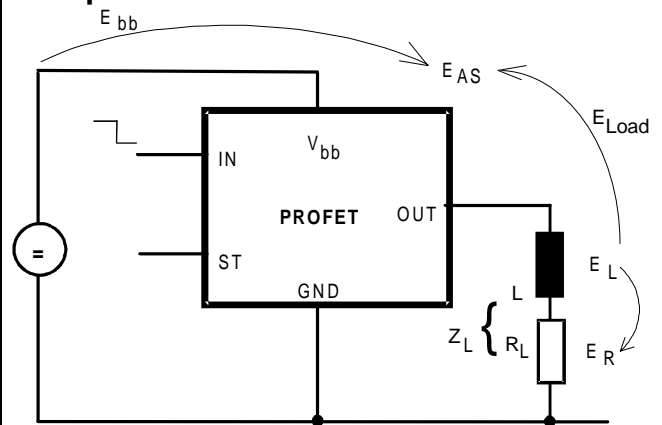 E bb
E AS
E Load
V bb
IN
PROFET
OUT
ST
GND
L
E L
Z L { R L
E R
=